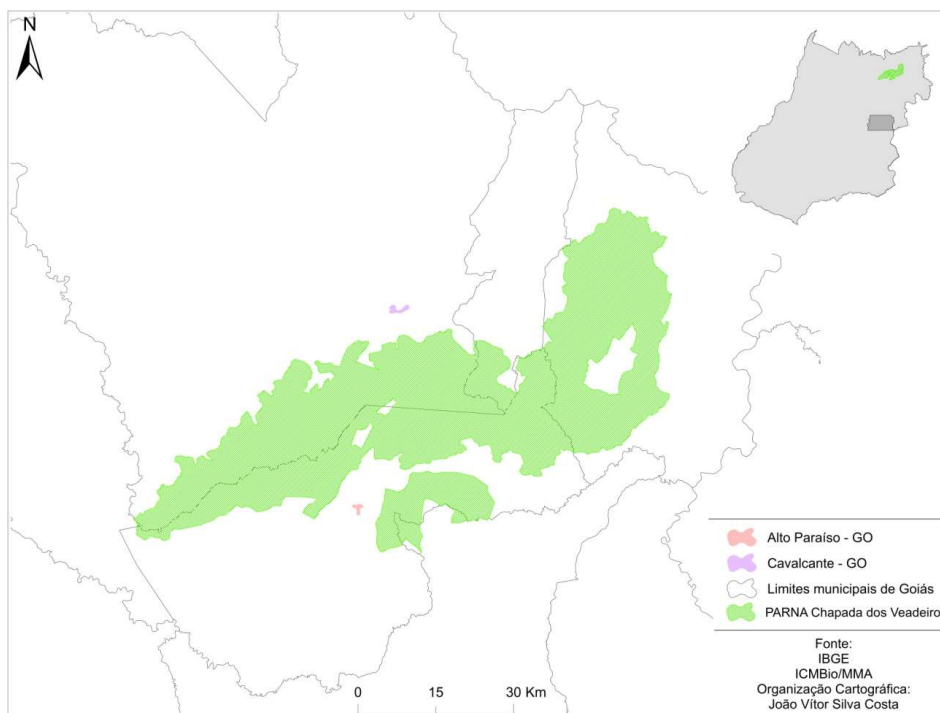 N
Alto Paraíso - GO
Cavalcante - GO
Limites municipais de Goiás
PARNA Chapada dos Veadeiro
Fonte:
IBGE
ICMBio/MMA
Organização Cartográfica:
João Vítor Silva Costa
0 15 30 Km